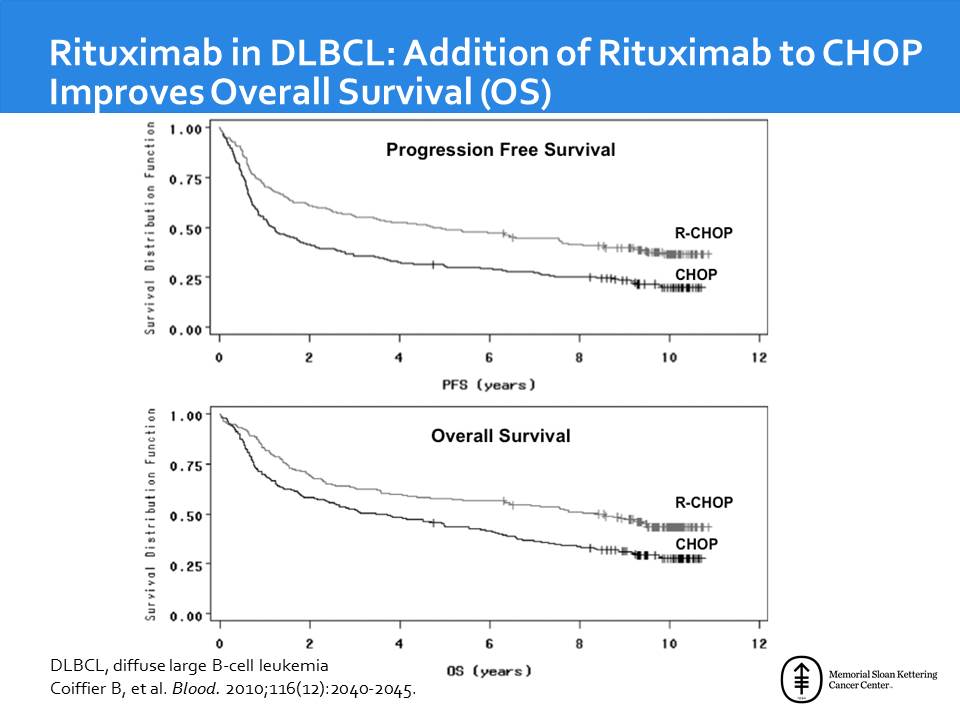 Rituximab in DLBCL: Addition of Rituximab to CHOP
Improves Overall Survival (OS)
Survival Distribution Function
1.00
0.75
0.50
0.25
0.00
Progression Free Survival
R-CHOP
CHOP
0 2 4 6 8 10 12
PFS (years)
Survival Distribution Function
1.00
0.75
0.50
0.25
0.00
Overall Survival
R-CHOP
CHOP
0 2 4 6 8 10 12
OS (years)
DLBCL, diffuse large B-cell leukemia
Coiffier B, et al. Blood. 2010;116(12):2040-2045.
Memorial Sloan Kettering
Cancer Center